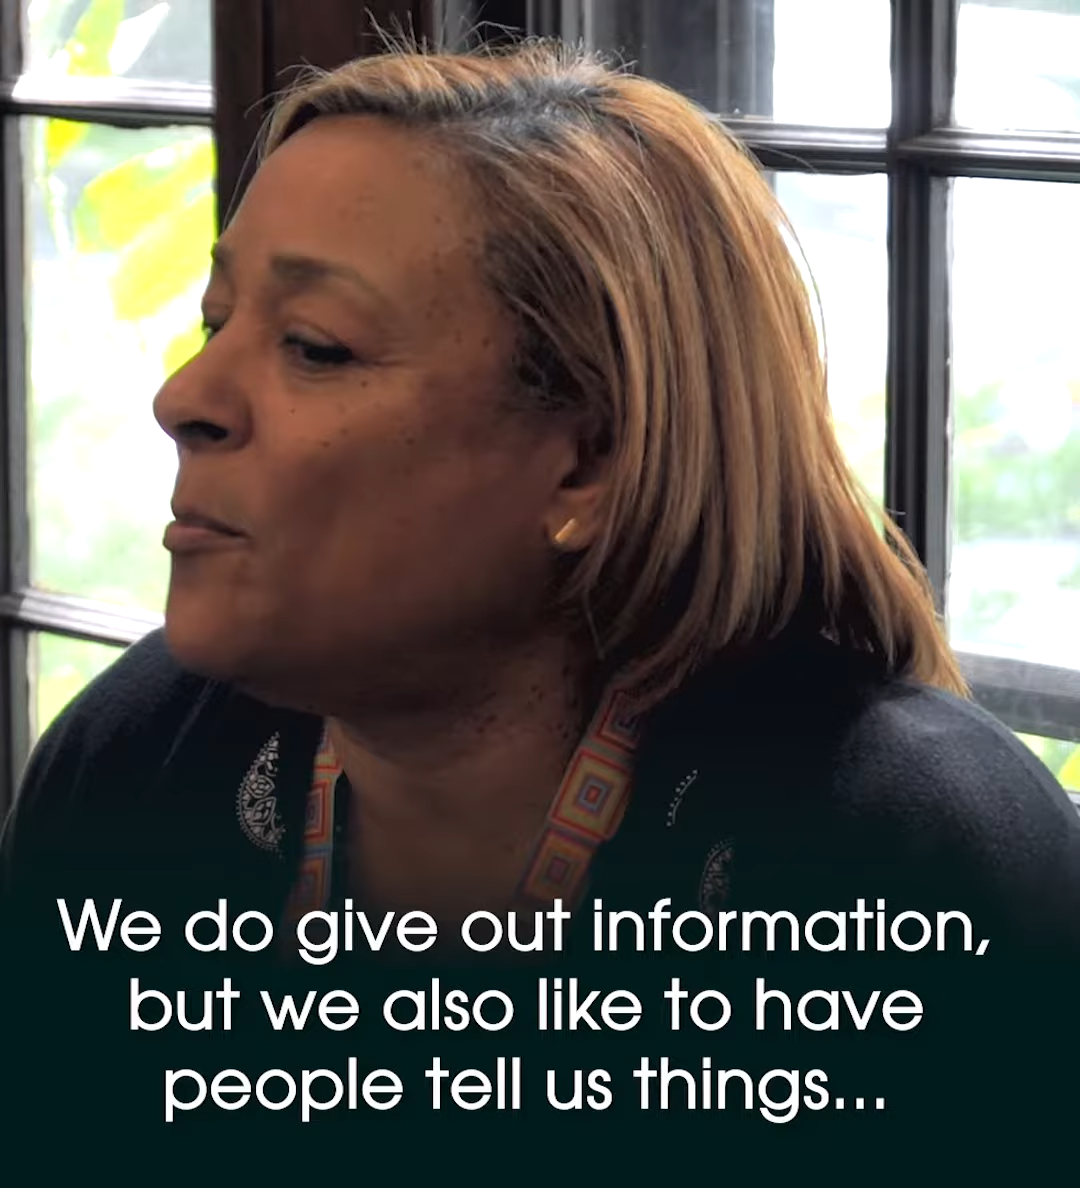 We do give out information,
but we also like to have
people tell us things...